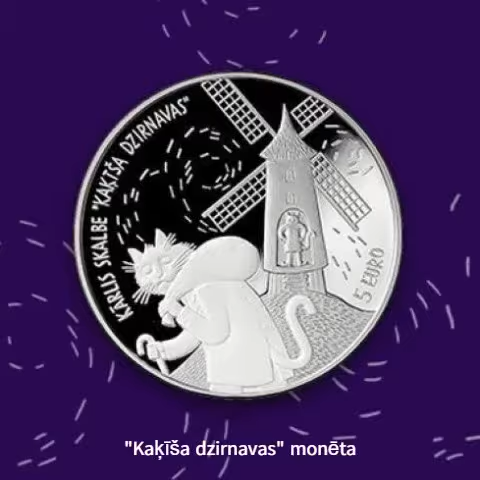 KĀRLIS SKALBE "KAĶĪŠA DZIRNAVAS"
5 EURO
"Kaķīša dzirnavas" monēta